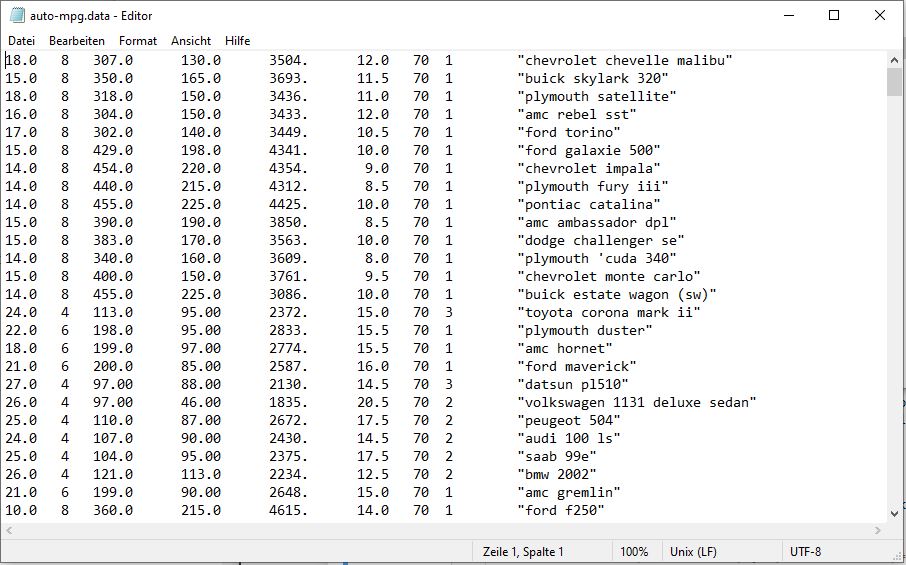 auto-mpg.data - Editor
Datei Bearbeiten Format Ansicht Hilfe
18.0 8 307.0 130.0 3504. 12.0 70 1 "chevrolet chevelle malibu"
15.0 8 350.0 165.0 3693. 11.5 70 1 "buick skylark 320"
18.0 8 318.0 150.0 3436. 11.0 70 1 "plymouth satellite"
16.0 8 304.0 150.0 3433. 12.0 70 1 "amc rebel sst"
17.0 8 302.0 140.0 3449. 10.5 70 1 "ford torino"
15.0 8 429.0 198.0 4341. 10.0 70 1 "ford galaxie 500"
14.0 8 454.0 220.0 4354. 9.0 70 1 "chevrolet impala"
14.0 8 440.0 215.0 4312. 8.5 70 1 "plymouth fury iii"
14.0 8 455.0 225.0 4425. 10.0 70 1 "pontiac catalina"
15.0 8 390.0 190.0 3850. 8.5 70 1 "amc ambassador dpl"
15.0 8 383.0 170.0 3563. 10.0 70 1 "dodge challenger se"
14.0 8 340.0 160.0 3609. 8.0 70 1 "plymouth 'cuda 340"
15.0 8 400.0 150.0 3761. 9.5 70 1 "chevrolet monte carlo"
14.0 8 455.0 225.0 3086. 10.0 70 1 "buick estate wagon (sw)"
24.0 4 113.0 95.00 2372. 15.0 70 3 "toyota corona mark ii"
22.0 6 198.0 95.00 2833. 15.5 70 1 "plymouth duster"
18.0 6 199.0 97.00 2774. 15.5 70 1 "amc hornet"
21.0 6 200.0 85.00 2587. 16.0 70 1 "ford maverick"
27.0 4 97.00 88.00 2130. 14.5 70 3 "datsun pl510"
26.0 4 97.00 46.00 1835. 20.5 70 2 "volkswagen 1131 deluxe sedan"
25.0 4 110.0 87.00 2672. 17.5 70 2 "peugeot 504"
24.0 4 107.0 90.00 2430. 14.5 70 2 "audi 100 ls"
25.0 4 104.0 95.00 2375. 17.5 70 2 "saab 99e"
26.0 4 121.0 113.0 2234. 12.5 70 2 "bmw 2002"
21.0 6 199.0 90.00 2648. 15.0 70 1 "amc gremlin"
10.0 8 360.0 215.0 4615. 14.0 70 1 "ford f250"
Zeile 1, Spalte 1 100% Unix (LF) UTF-8